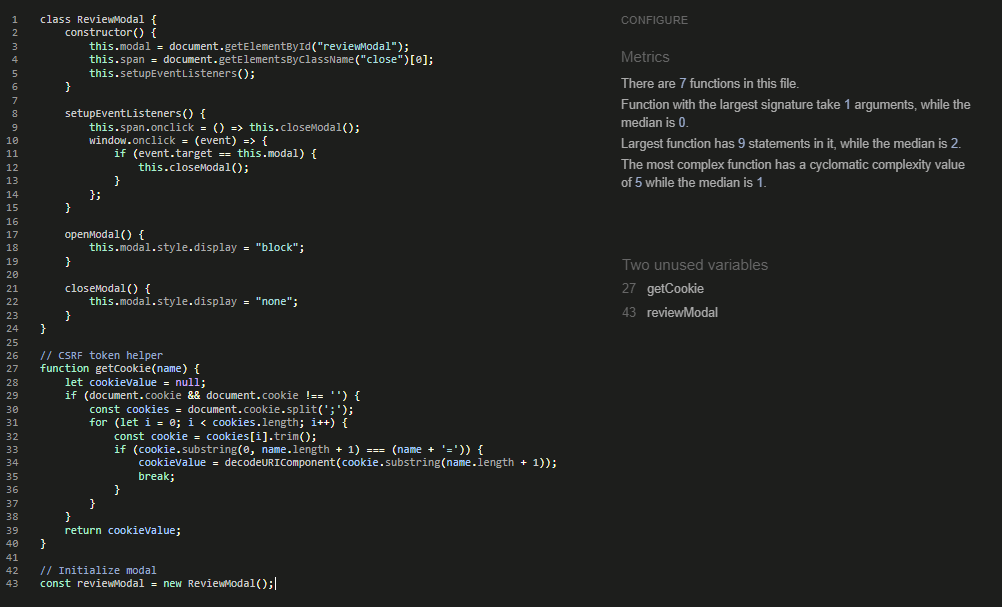 1 class ReviewModal {
2 constructor() {
3 this.modal = document.getElementById("reviewModal");
4 this.span = document.getElementsByClassName("close")[0];
5 this.setupEventListeners();
6 }
7
8 setupEventListeners() {
9 this.span.onclick = () => this.closeModal();
10 window.onclick = (event) => {
11 if (event.target == this.modal) {
12 this.closeModal();
13 }
14 };
15 }
16
17 openModal() {
18 this.modal.style.display = "block";
19 }
20
21 closeModal() {
22 this.modal.style.display = "none";
23 }
24 }
25
26 // CSRF token helper
27 function getCookie(name) {
28 let cookieValue = null;
29 if (document.cookie && document.cookie !== '') {
30 const cookies = document.cookie.split(';');
31 for (let i = 0; i < cookies.length; i++) {
32 const cookie = cookies[i].trim();
33 if (cookie.substring(0, name.length + 1) === (name + '=')) {
34 cookieValue = decodeURIComponent(cookie.substring(name.length + 1));
35 break;
36 }
37 }
38 }
39 return cookieValue;
40 }
41
42 // Initialize modal
43 const reviewModal = new ReviewModal();
CONFIGURE
Metrics
There are 7 functions in this file.
Function with the largest signature take 1 arguments, while the
median is 0.
Largest function has 9 statements in it, while the median is 2.
The most complex function has a cyclomatic complexity value
of 5 while the median is 1.
Two unused variables
27 getCookie
43 reviewModal